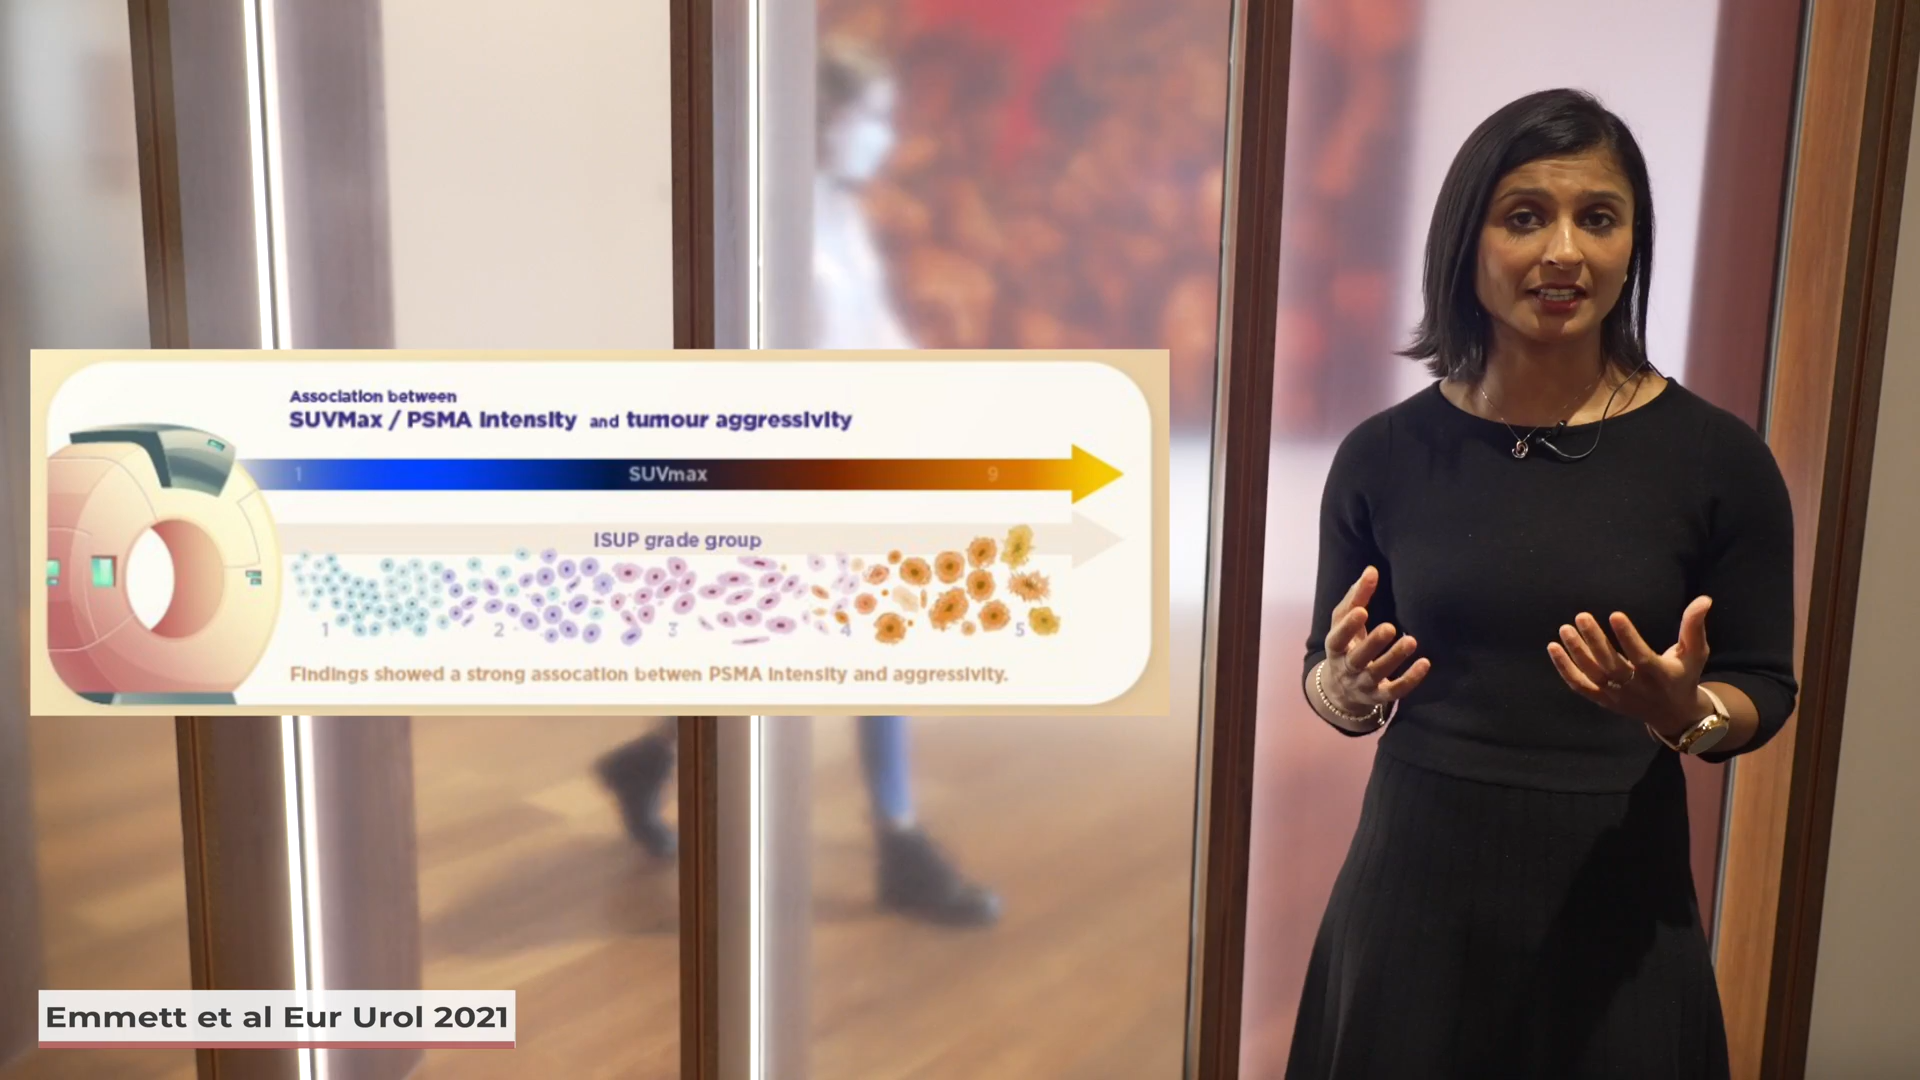 Association between
SUVMax / PSMA Intensity and tumour aggressivity
1 SUVmax 9
ISUP grade group
1 2 3 4 5
Findings showed a strong assocation betwen PSMA Intensity and aggressivity.
Emmett et al Eur Urol 2021